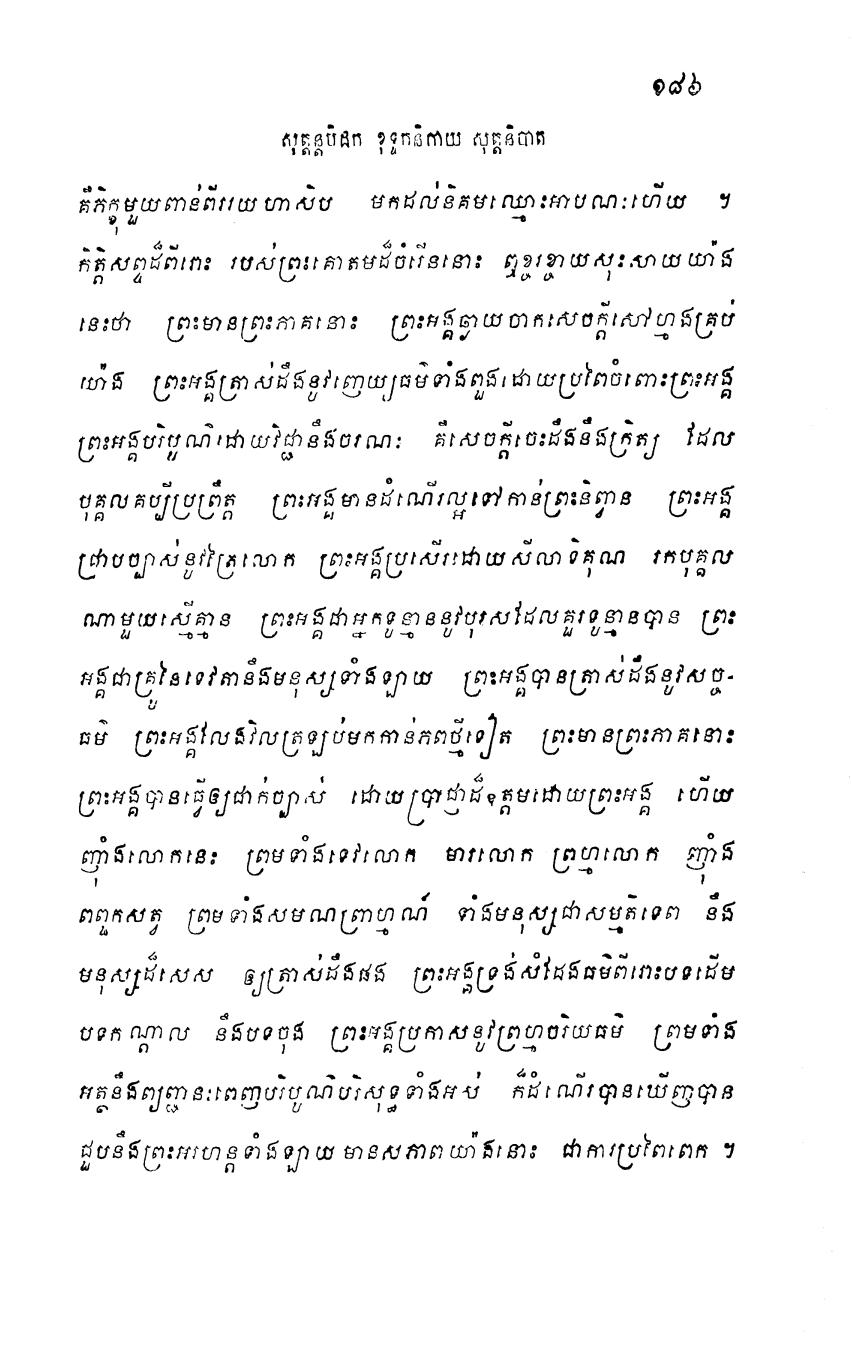 ១៨៦
សុត្តន្តបិដក ខុទ្ទកនិកាយ សុត្តនិបាត
គឺភិក្ខុមួយពាន់ពីររយហាសិប មកដល់និគមឈ្មោះអាបណៈហើយ ។
កិត្តិសព្ទដ៏ពីរោះ របស់ព្រះគោតមដ៏ចំរើននោះ ឮខ្ចរខ្ចាយសុះសាយយ៉ាង
នេះថា ព្រះមានព្រះភាគនោះ ព្រះអង្គឆ្ងាយចាកសេចក្តីសៅហ្មងគ្រប់
យ៉ាង ព្រះអង្គត្រាស់ដឹងនូវញេយ្យធម៌ទាំងពួងដោយប្រពៃចំពោះព្រះអង្គ
ព្រះអង្គបរិបូណ៌ដោយវិជ្ជានឹងចរណៈ គឺសេចក្តីចេះដឹងនឹងក្រិត្យ ដែល
បុគ្គលគប្បីប្រព្រឹត្ត ព្រះអង្គមានដំណើរល្អទៅកាន់ព្រះនិព្វាន ព្រះអង្គ
ជ្រាបច្បាស់នូវត្រៃលោក ព្រះអង្គប្រសើរដោយសីលាទិគុណ រកបុគ្គល
ណាមួយស្មើគ្មាន ព្រះអង្គជាអ្នកទូន្មាននូវបុរសដែលគួរទូន្មានបាន ព្រះ
អង្គជាគ្រូនៃទេវតានឹងមនុស្សទាំងឡាយ ព្រះអង្គបានត្រាស់ដឹងនូវសច្ច-
ធម៌ ព្រះអង្គលែងវិលត្រឡប់មកកាន់ភពថ្មីទៀត ព្រះមានព្រះភាគនោះ
ព្រះអង្គបានធ្វើឲ្យជាក់ច្បាស់ ដោយប្រាជ្ញាដ៏ឧត្តមដោយព្រះអង្គ ហើយ
ញ៉ាំងលោកនេះ ព្រមទាំងទេវលោក មារលោក ព្រហ្មលោក ញ៉ាំង
ពពួកសត្វ ព្រមទាំងសមណព្រាហ្មណ៍ ទាំងមនុស្សជាសម្មតិទេព នឹង
មនុស្សដ៏សេស ឲ្យត្រាស់ដឹងផង ព្រះអង្គទ្រង់សំដែងធម៌ពីរោះបទដើម
បទកណ្តាល នឹងបទចុង ព្រះអង្គប្រកាសនូវព្រហ្មចរិយធម៌ ព្រមទាំង
អត្ថនឹងព្យញ្ជនៈពេញបរិបូណ៌បរិសុទ្ធទាំងអស់ ក៏ដំណើរបានឃើញបាន
ជួបនឹងព្រះអរហន្តទាំងឡាយ មានសភាពយ៉ាងនោះ ជាការប្រពៃពេក ។